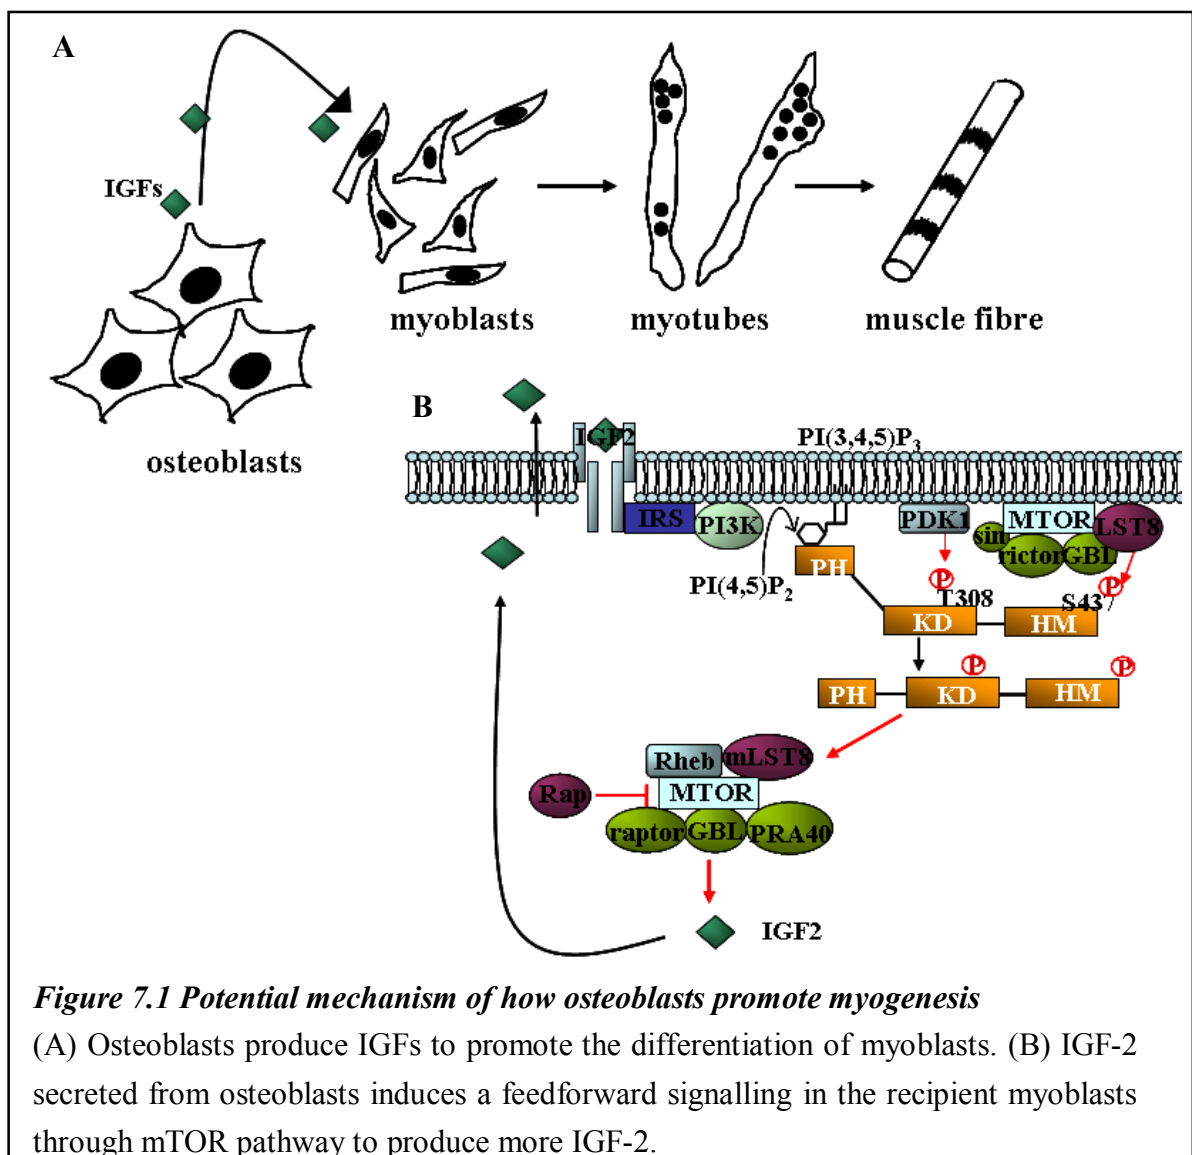 A
IGFs
myoblasts
myotubes
muscle fibre
osteoblasts
B
IGF2
PI(3,4,5)P3
IRS
PI3K
PDK1
MTOR
LST8
sin
rictor
GBL
PH
PI(4,5)P2
P
T308
P
S437
KD
HM
P
P
PH
KD
HM
Rheb
mLST8
Rap
MTOR
raptor
GBL
PRA40
IGF2
Figure 7.1 Potential mechanism of how osteoblasts promote myogenesis
(A) Osteoblasts produce IGFs to promote the differentiation of myoblasts. (B) IGF-2
secreted from osteoblasts induces a feedforward signalling in the recipient myoblasts
through mTOR pathway to produce more IGF-2.